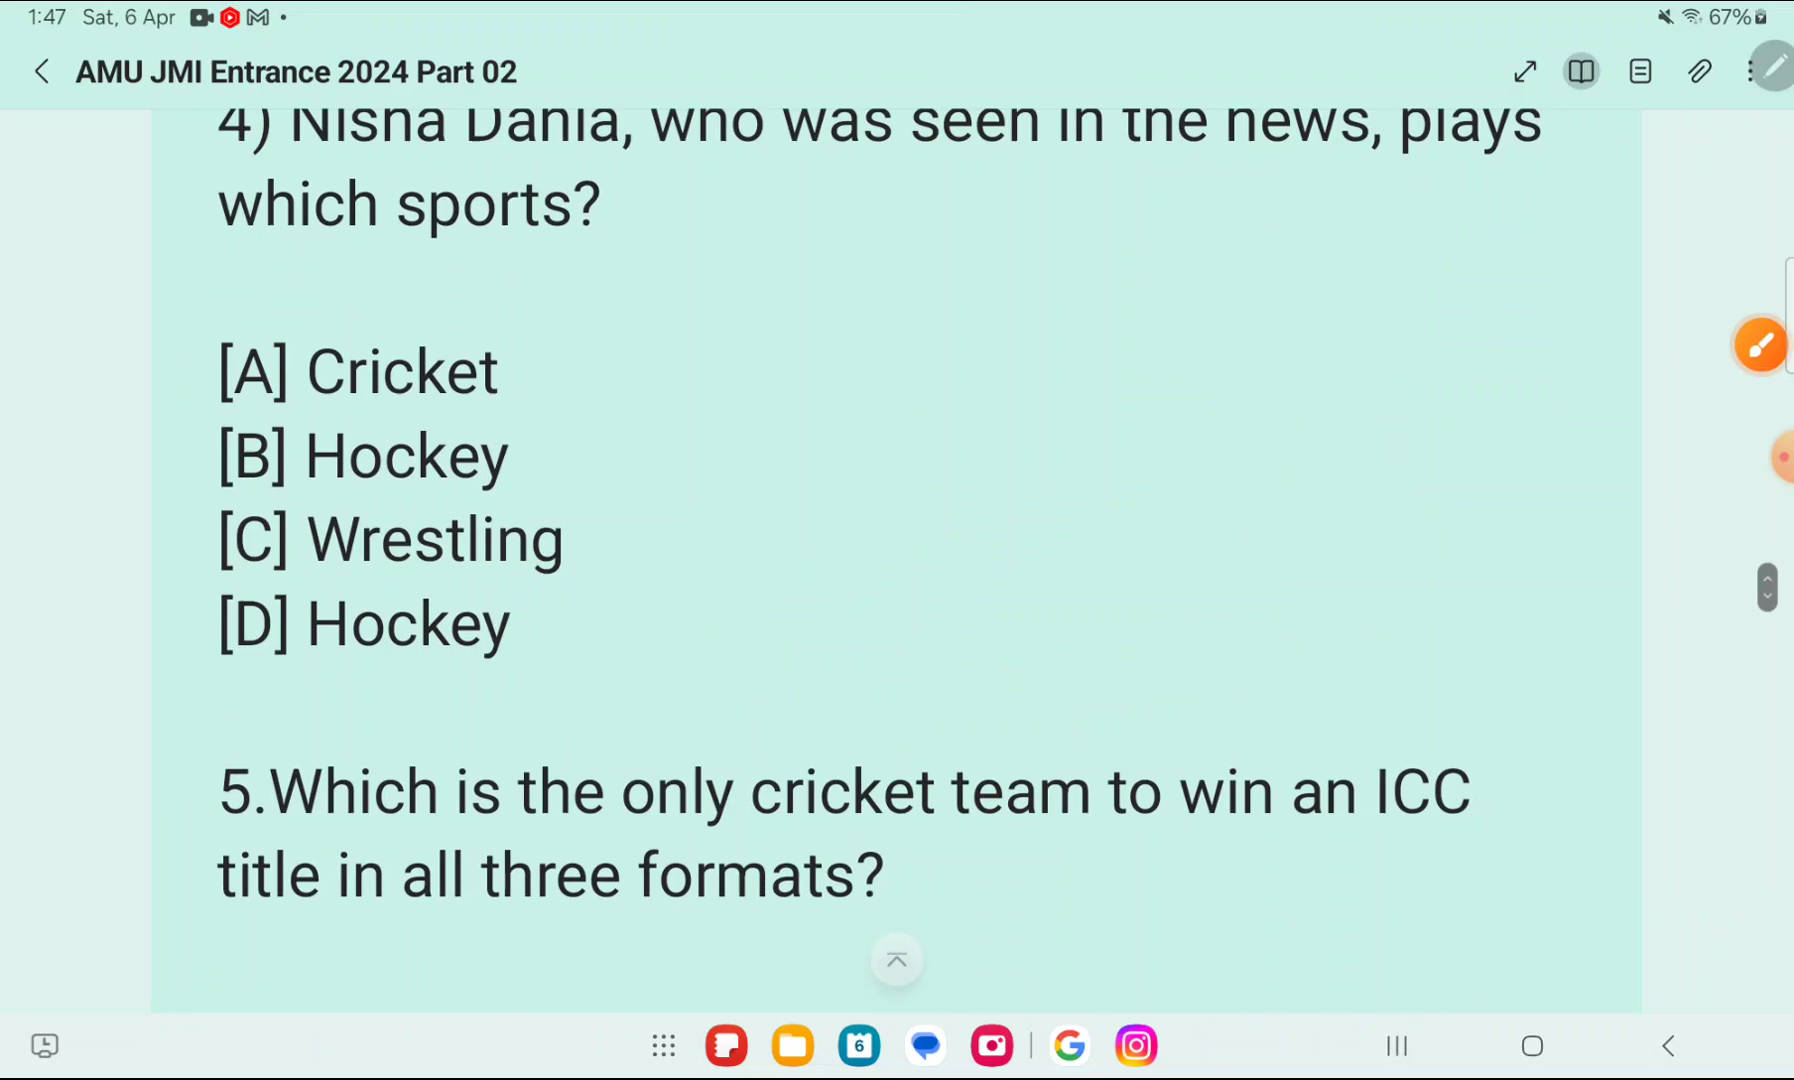 1:47 Sat, 6 Apr
67%
AMU JMI Entrance 2024 Part 02
4) Nisha Dahia, who was seen in the news, plays
which sports?
[A] Cricket
[B] Hockey
[C] Wrestling
[D] Hockey
5.Which is the only cricket team to win an ICC
title in all three formats?
6